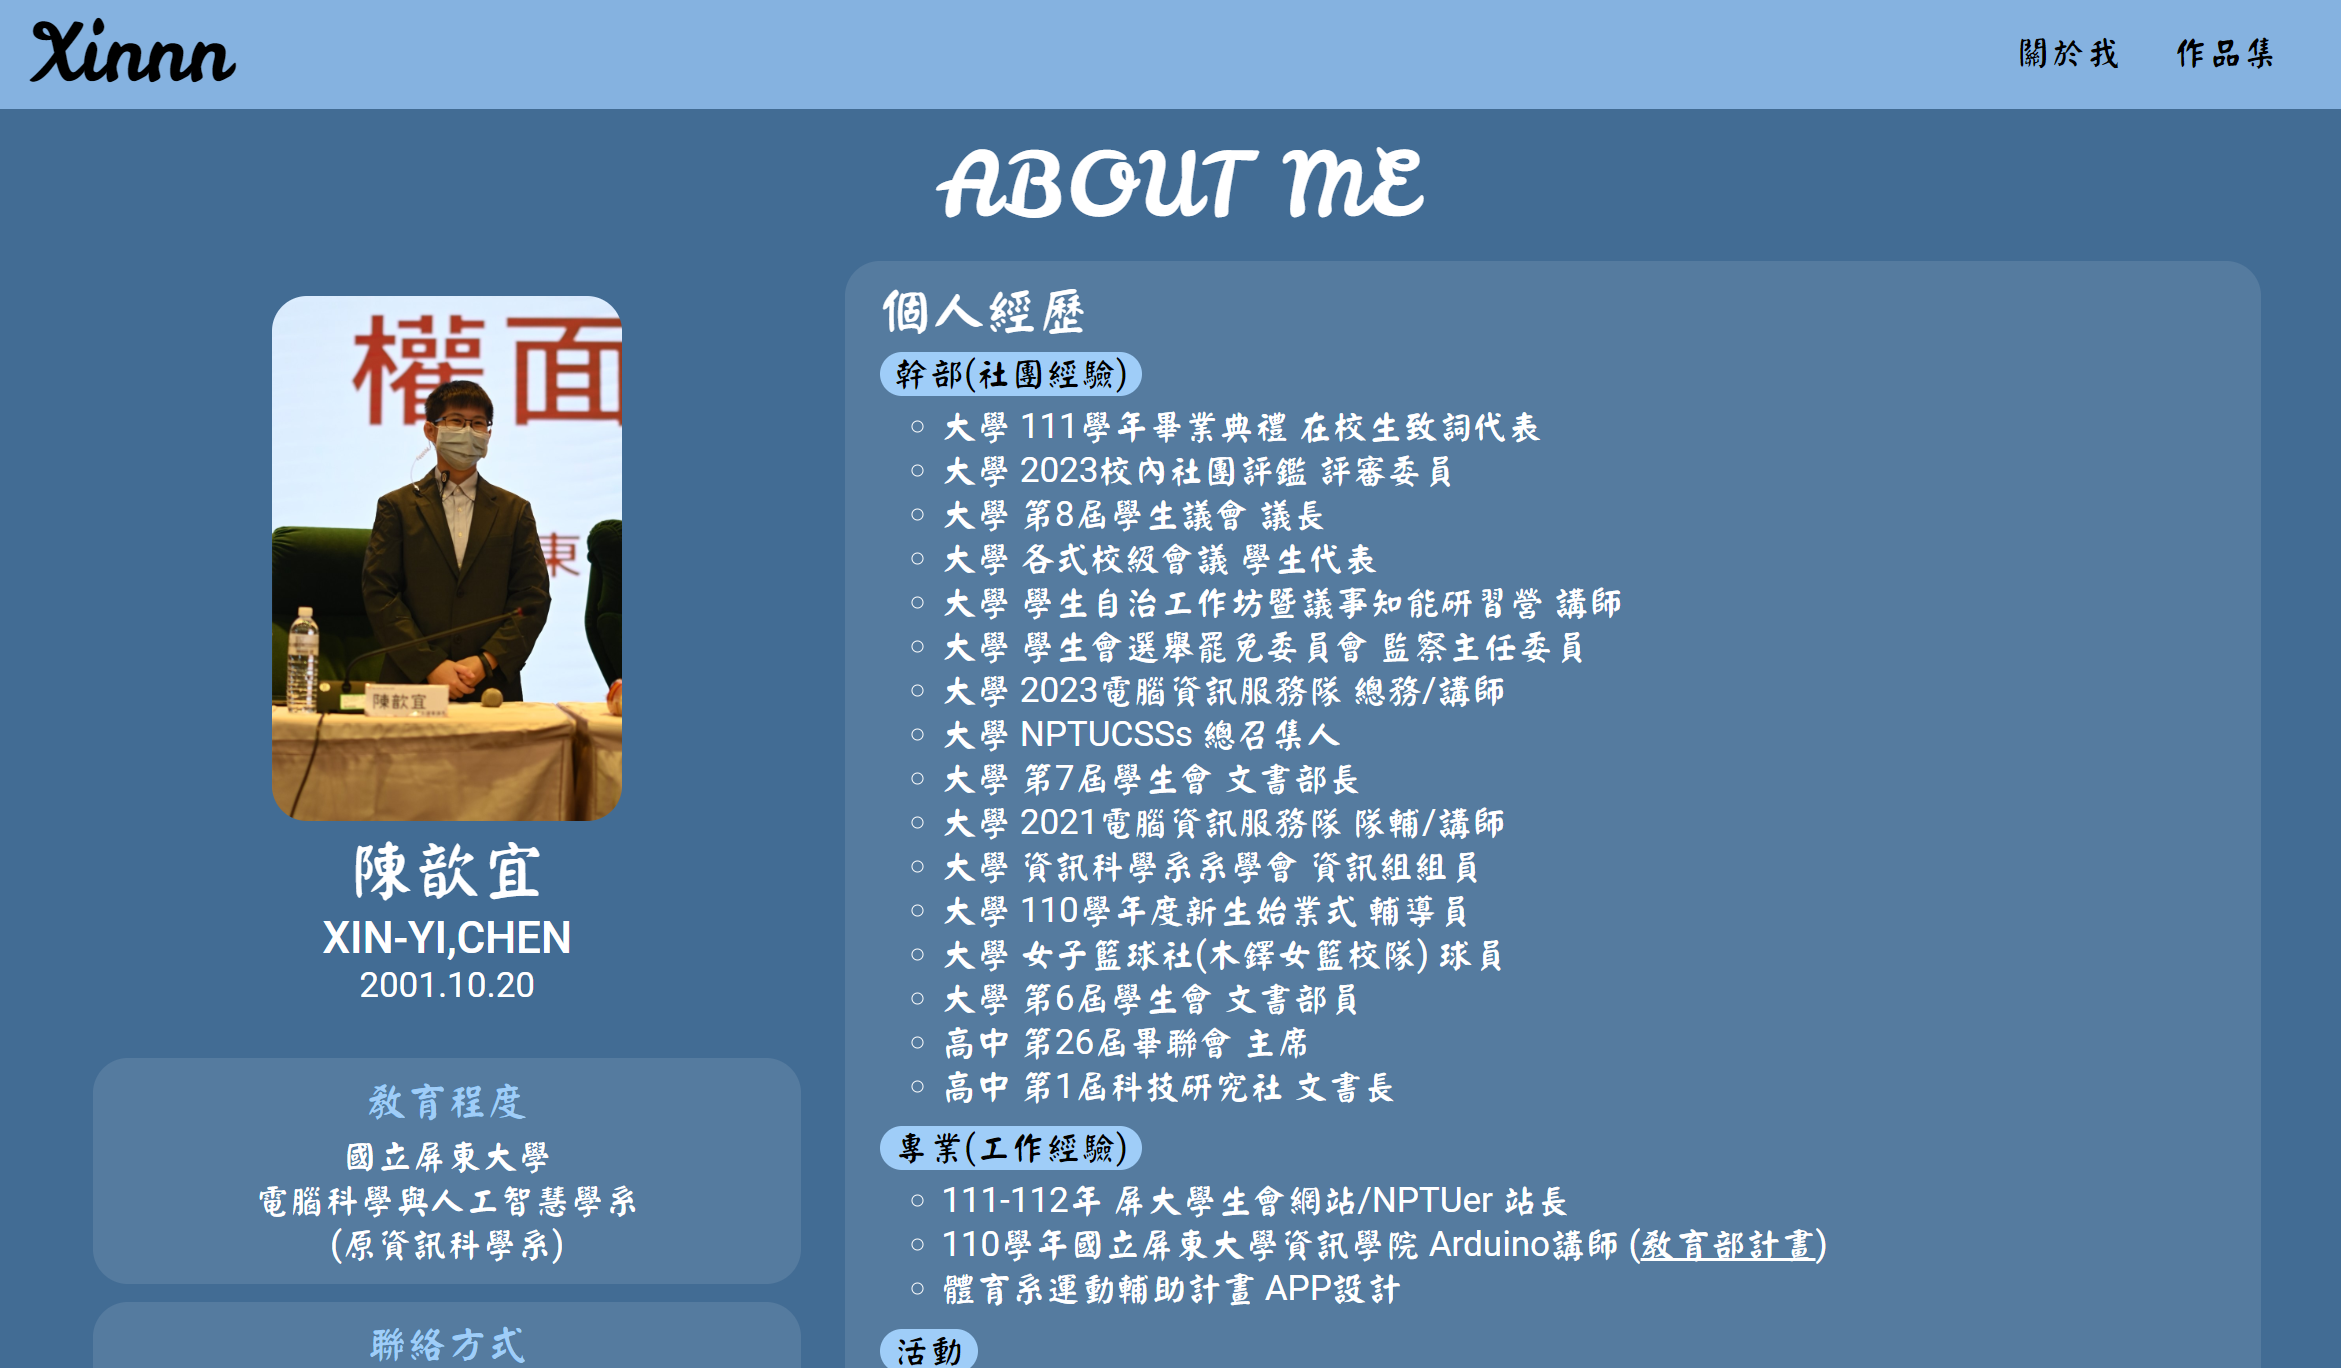 Xinnn
關於我
作品集
ABOUT ME
權面
東
陳歆宜
陳歆宜
XIN-YI,CHEN
2001.10.20
教育程度
國立屏東大學
電腦科學與人工智慧學系
(原資訊科學系)
聯絡方式
個人經歷
幹部(社團經驗)
大學 111學年畢業典禮 在校生致詞代表
大學 2023校內社團評鑑 評審委員
大學 第8屆學生議會 議長
大學 各式校級會議 學生代表
大學 學生自治工作坊暨議事知能研習營 講師
大學 學生會選舉罷免委員會 監察主任委員
大學 2023電腦資訊服務隊 總務/講師
大學 NPTUCSSs 總召集人
大學 第7屆學生會 文書部長
大學 2021電腦資訊服務隊 隊輔/講師
大學 資訊科學系系學會 資訊組組員
大學 110學年度新生始業式 輔導員
大學 女子籃球社(木鐸女籃校隊) 球員
大學 第6屆學生會 文書部員
高中 第26屆畢聯會 主席
高中 第1屆科技研究社 文書長
專業(工作經驗)
111-112年 屏大學生會網站/NPTUer 站長
110學年國立屏東大學資訊學院 Arduino講師 (教育部計畫)
體育系運動輔助計畫 APP設計
活動